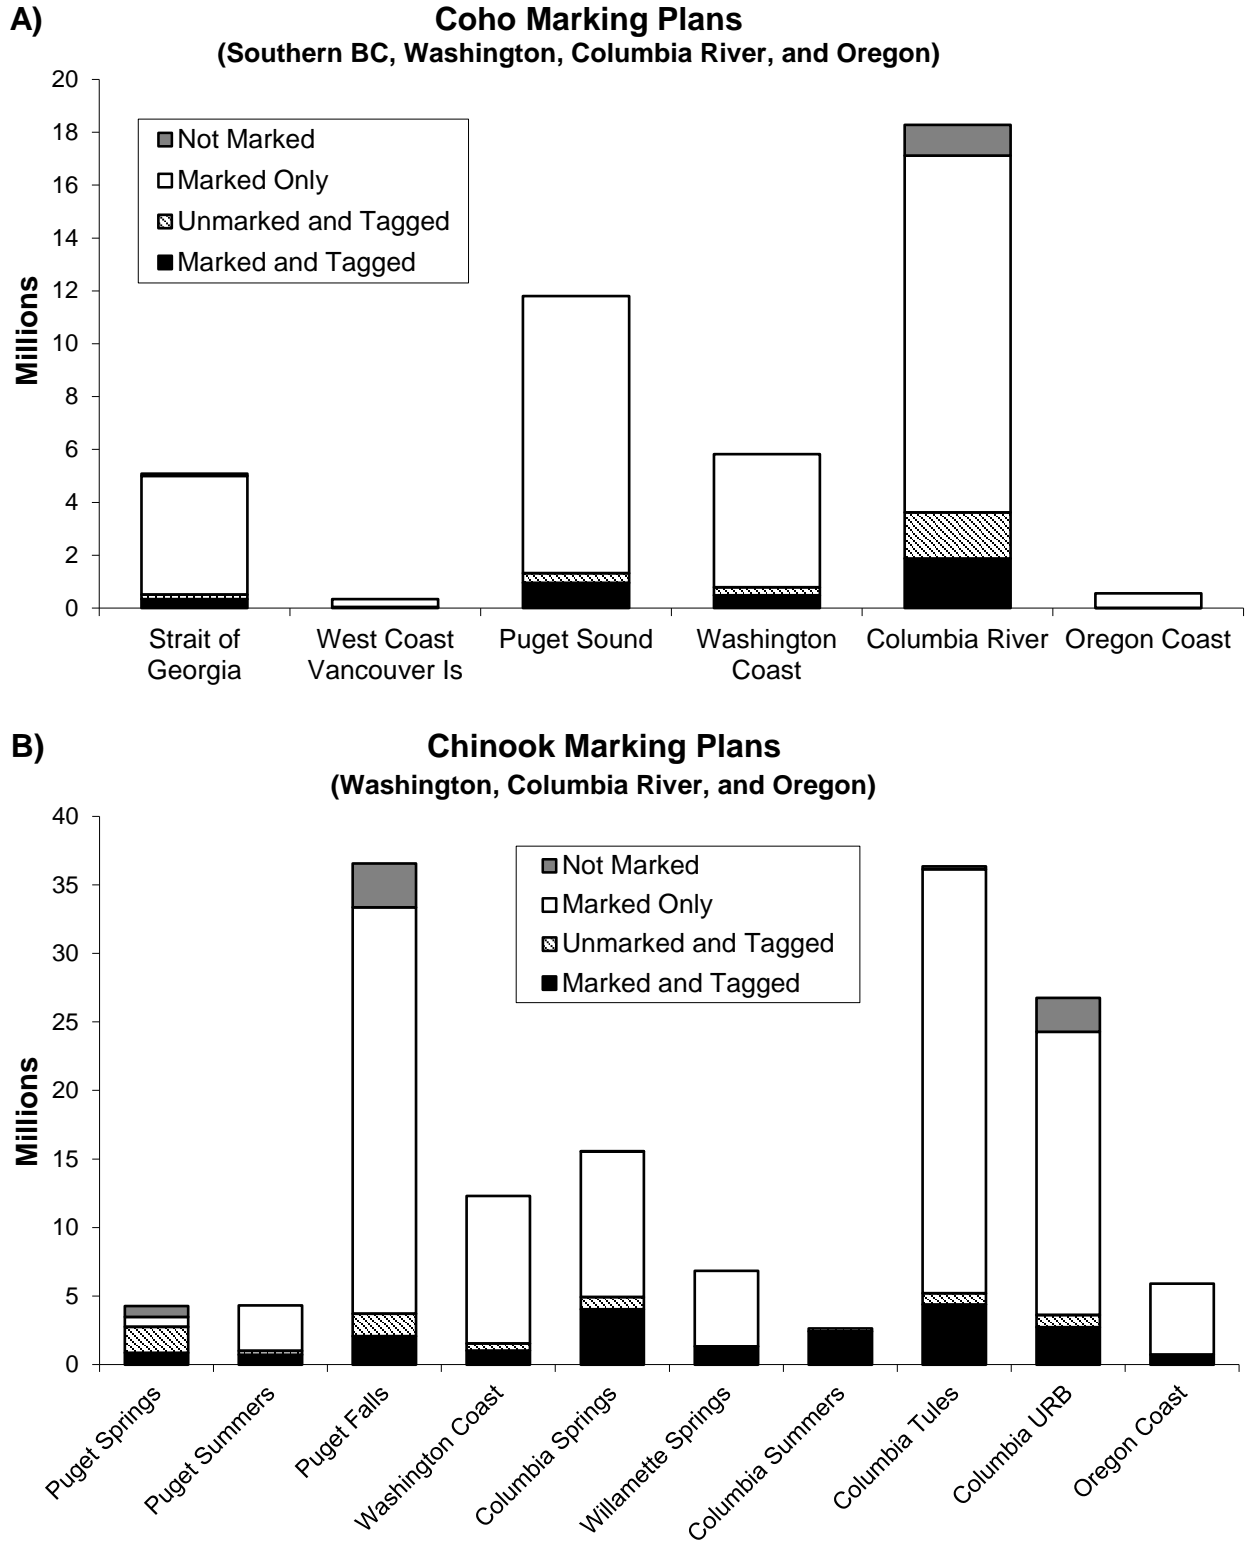 A)
Coho Marking Plans
(Southern BC, Washington, Columbia River, and Oregon)
20
18
16
14
12
10
8
6
4
2
0
Millions
Not Marked
Marked Only
Unmarked and Tagged
Marked and Tagged
Strait of
Georgia
West Coast
Vancouver Is
Puget Sound
Washington
Coast
Columbia River
Oregon Coast
B)
Chinook Marking Plans
(Washington, Columbia River, and Oregon)
40
35
30
25
20
15
10
5
0
Millions
Not Marked
Marked Only
Unmarked and Tagged
Marked and Tagged
Puget Springs
Puget Summers
Puget Falls
Washington Coast
Columbia Springs
Willamette Springs
Columbia Summers
Columbia Tules
Columbia URB
Oregon Coast